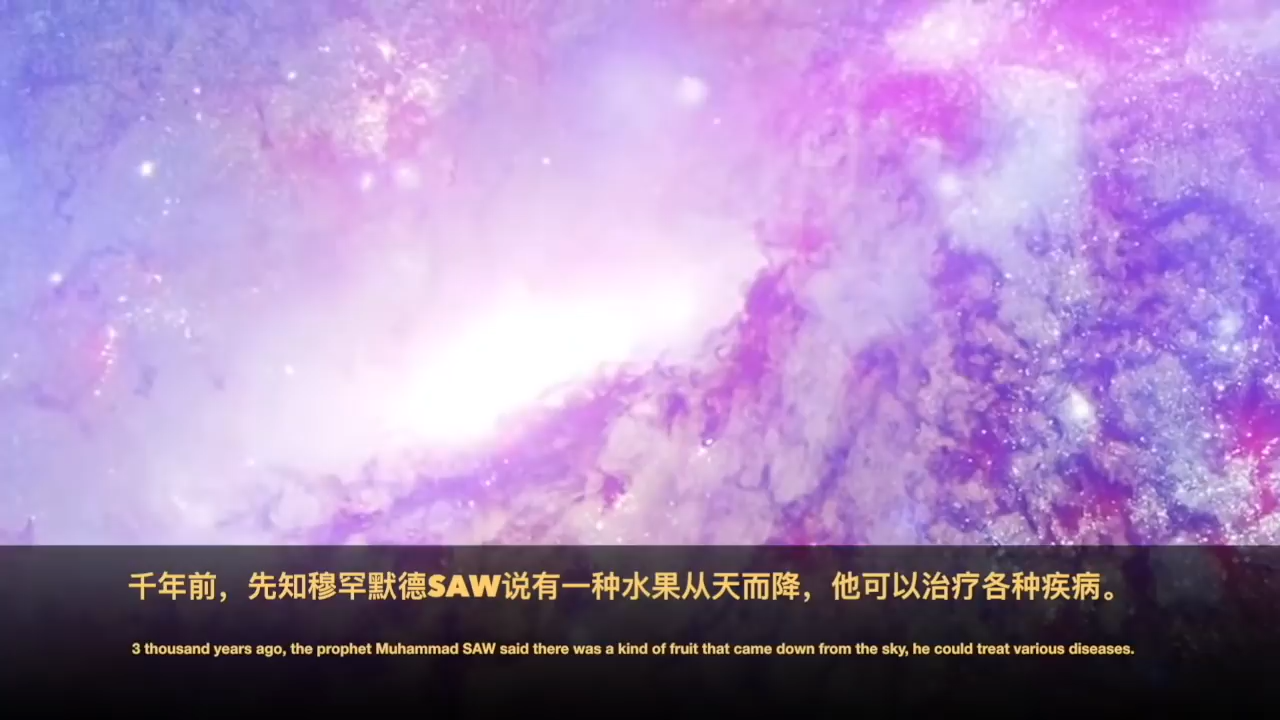 千年前，先知穆罕默德SAW说有一种水果从天而降，他可以治疗各种疾病。
3 thousand years ago, the prophet Muhammad SAW said there was a kind of fruit that came down from the sky, he could treat various diseases.